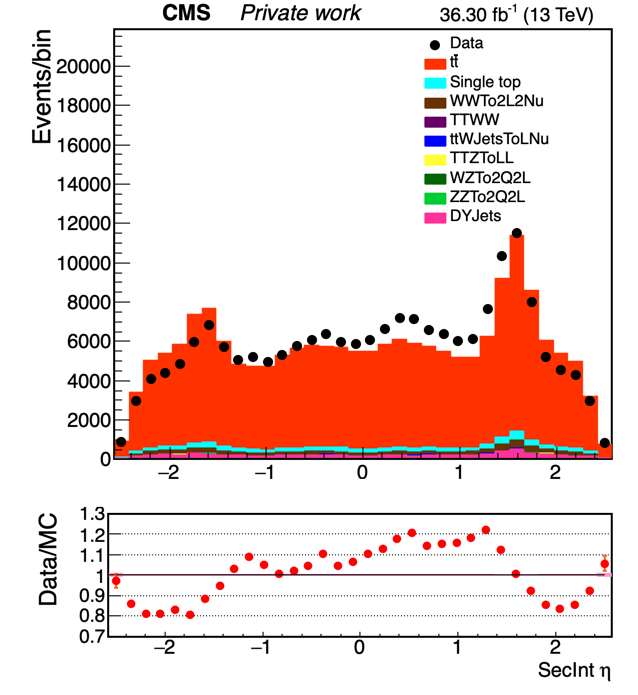 CMS Private work 36.30 fb⁻¹ (13 TeV)
Events/bin
20000
18000
16000
14000
12000
10000
8000
6000
4000
2000
0
Data
tt̄
Single top
WWTo2L2Nu
TTWW
ttWJetsToLNu
TTZToLL
WZTo2Q2L
ZZTo2Q2L
DYJets
−2 −1 0 1 2
Data/MC
1.3
1.2
1.1
1
0.9
0.8
0.7
−2 −1 0 1 2
SecInt η